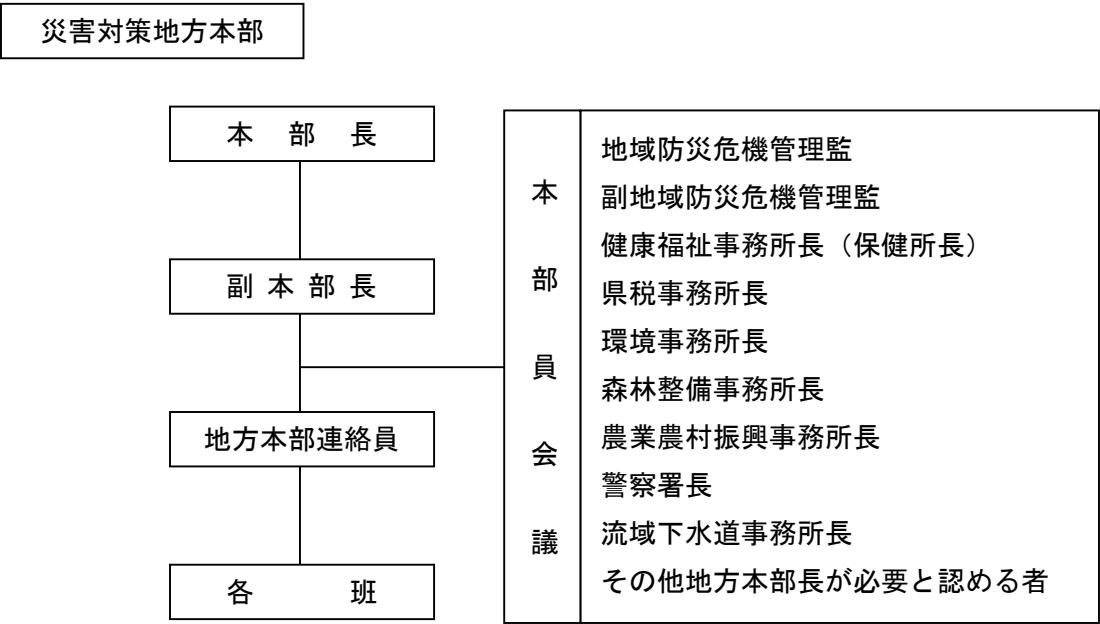 災害対策地方本部
本部長
副本部長
地方本部連絡員
各班
本部員会議
地域防災危機管理監
副地域防災危機管理監
健康福祉事務所長（保健所長）
県税事務所長
環境事務所長
森林整備事務所長
農業農村振興事務所長
警察署長
流域下水道事務所長
その他地方本部長が必要と認める者